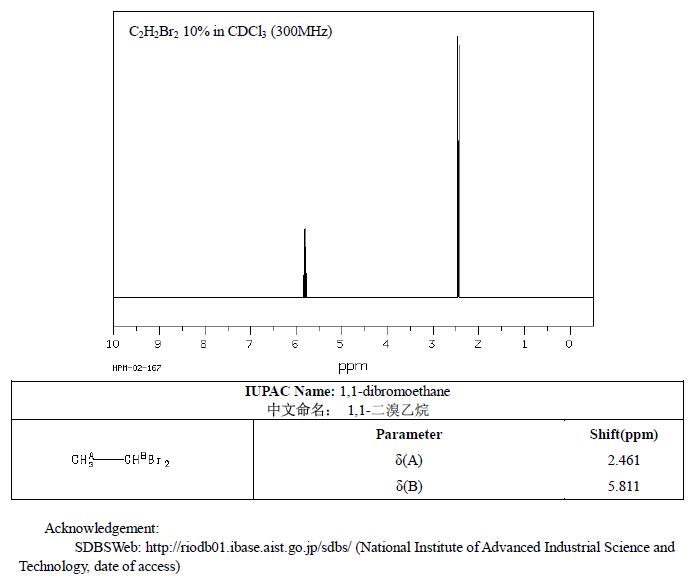 C₂H₂Br₂ 10% in CDCl₃ (300MHz)
10 9 8 7 6 5 4 3 2 1 0
HPM-02-167 ppm
IUPAC Name: 1,1-dibromoethane
中文命名： 1,1-二溴乙烷
Parameter Shift(ppm)
CH₃ᴬ—CHᴮBr₂ δ(A) 2.461
δ(B) 5.811
Acknowledgement:
SDBSWeb: http://riodb01.ibase.aist.go.jp/sdbs/ (National Institute of Advanced Industrial Science and
Technology, date of access)